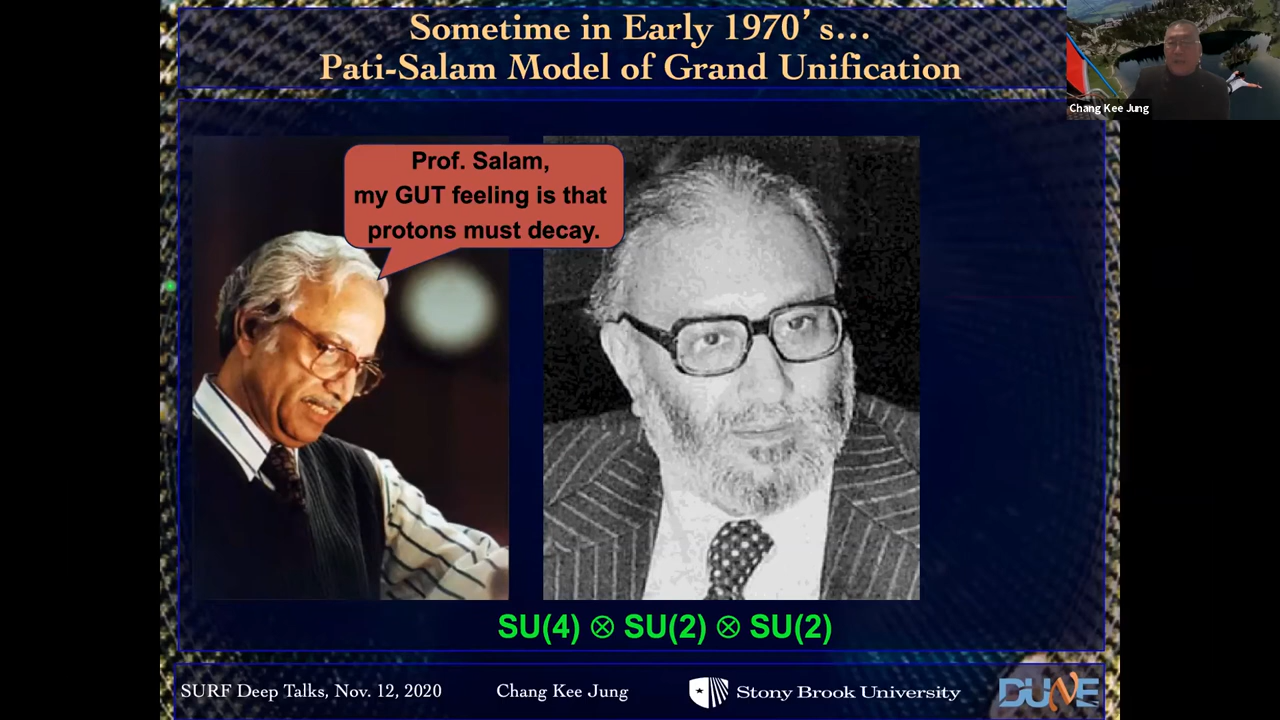 Sometime in Early 1970's...
Pati-Salam Model of Grand Unification
Chang Kee Jung
Prof. Salam,
my GUT feeling is that
protons must decay.
SU(4) ⊗ SU(2) ⊗ SU(2)
SURF Deep Talks, Nov. 12, 2020
Chang Kee Jung
Stony Brook University
DUNE